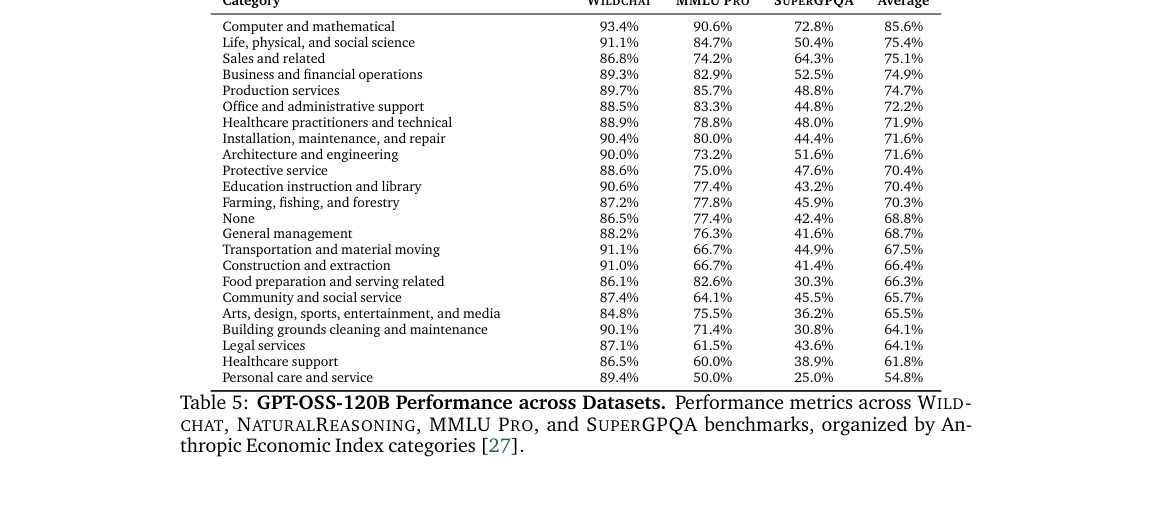 Category WILDCHAT MMLU PRO SUPERGPQA Average
Computer and mathematical 93.4% 90.6% 72.8% 85.6%
Life, physical, and social science 91.1% 84.7% 50.4% 75.4%
Sales and related 86.8% 74.2% 64.3% 75.1%
Business and financial operations 89.3% 82.9% 52.5% 74.9%
Production services 89.7% 85.7% 48.8% 74.7%
Office and administrative support 88.5% 83.3% 44.8% 72.2%
Healthcare practitioners and technical 88.9% 78.8% 48.0% 71.9%
Installation, maintenance, and repair 90.4% 80.0% 44.4% 71.6%
Architecture and engineering 90.0% 73.2% 51.6% 71.6%
Protective service 88.6% 75.0% 47.6% 70.4%
Education instruction and library 90.6% 77.4% 43.2% 70.4%
Farming, fishing, and forestry 87.2% 77.8% 45.9% 70.3%
None 86.5% 77.4% 42.4% 68.8%
General management 88.2% 76.3% 41.6% 68.7%
Transportation and material moving 91.1% 66.7% 44.9% 67.5%
Construction and extraction 91.0% 66.7% 41.4% 66.4%
Food preparation and serving related 86.1% 82.6% 30.3% 66.3%
Community and social service 87.4% 64.1% 45.5% 65.7%
Arts, design, sports, entertainment, and media 84.8% 75.5% 36.2% 65.5%
Building grounds cleaning and maintenance 90.1% 71.4% 30.8% 64.1%
Legal services 87.1% 61.5% 43.6% 64.1%
Healthcare support 86.5% 60.0% 38.9% 61.8%
Personal care and service 89.4% 50.0% 25.0% 54.8%
Table 5: GPT-OSS-120B Performance across Datasets. Performance metrics across WILD-
CHAT, NATURALREASONING, MMLU PRO, and SUPERGPQA benchmarks, organized by An-
thropic Economic Index categories [27].